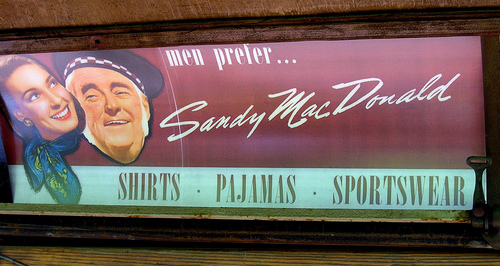 men prefer...
Sandy MacDonald
SHIRTS · PAJAMAS · SPORTSWEAR